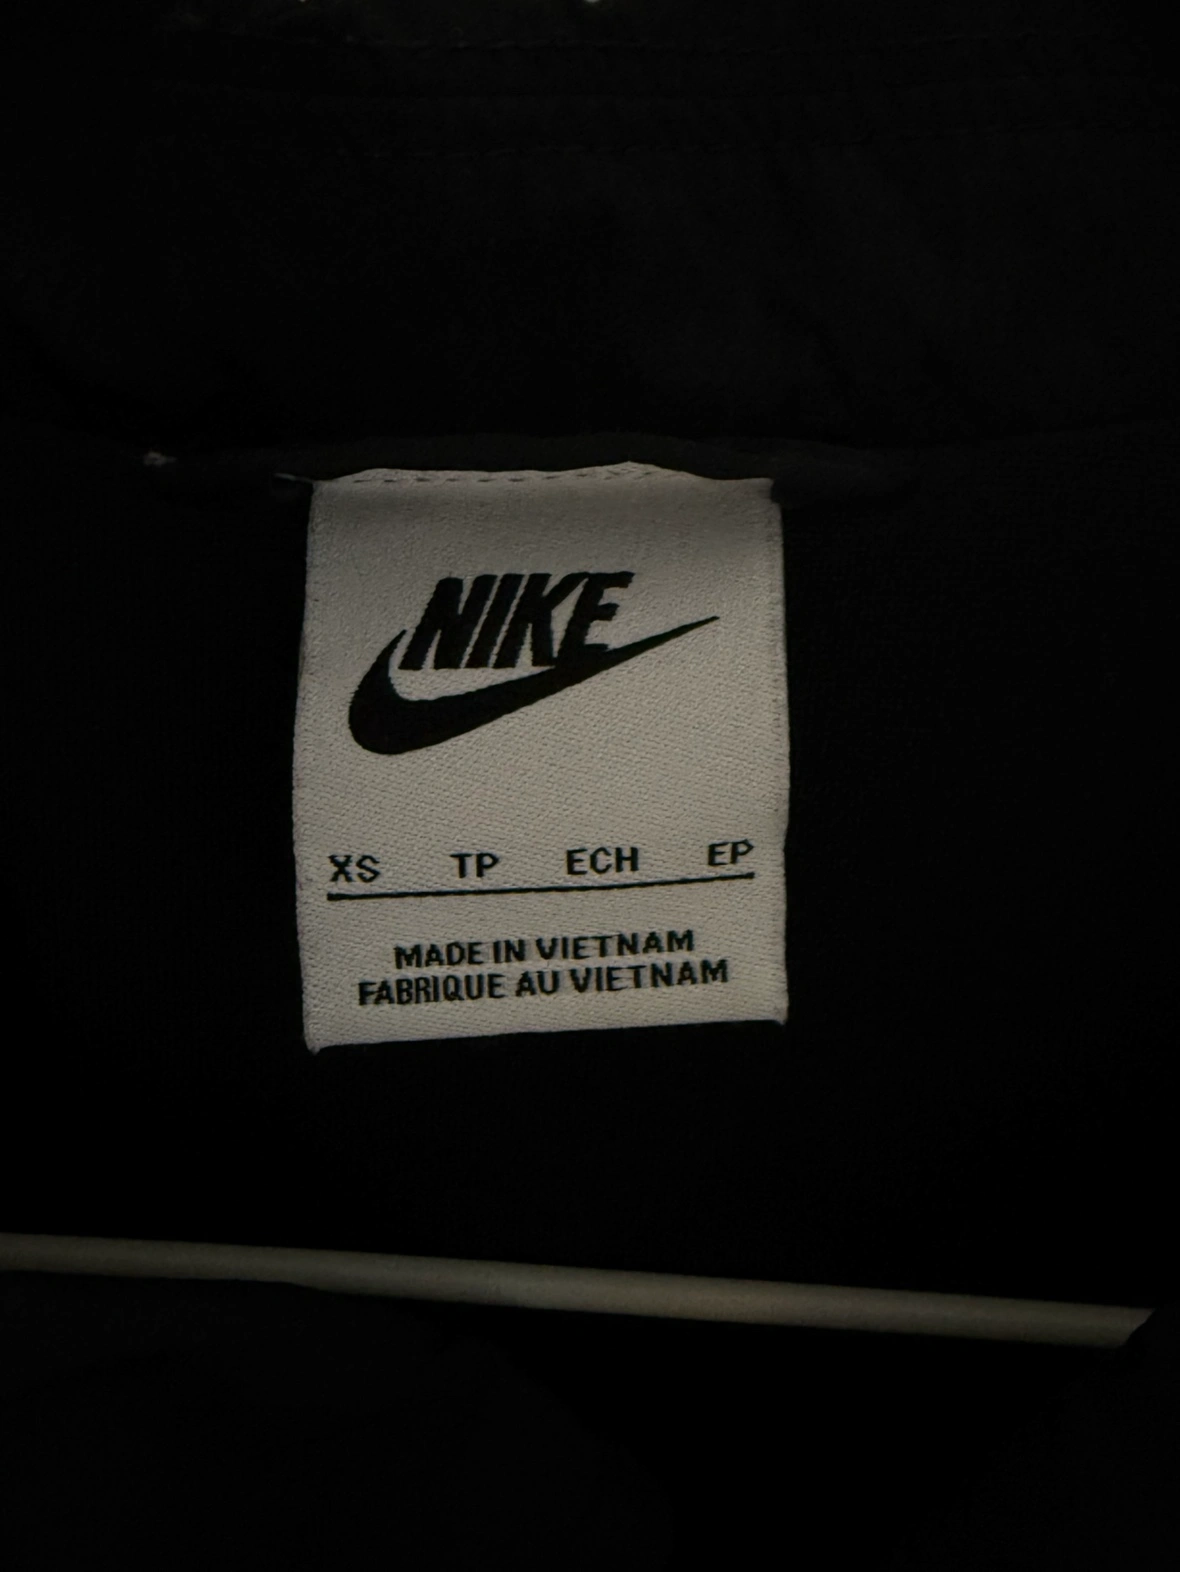 NIKE
XS TP ECH EP
MADE IN VIETNAM
FABRIQUE AU VIETNAM